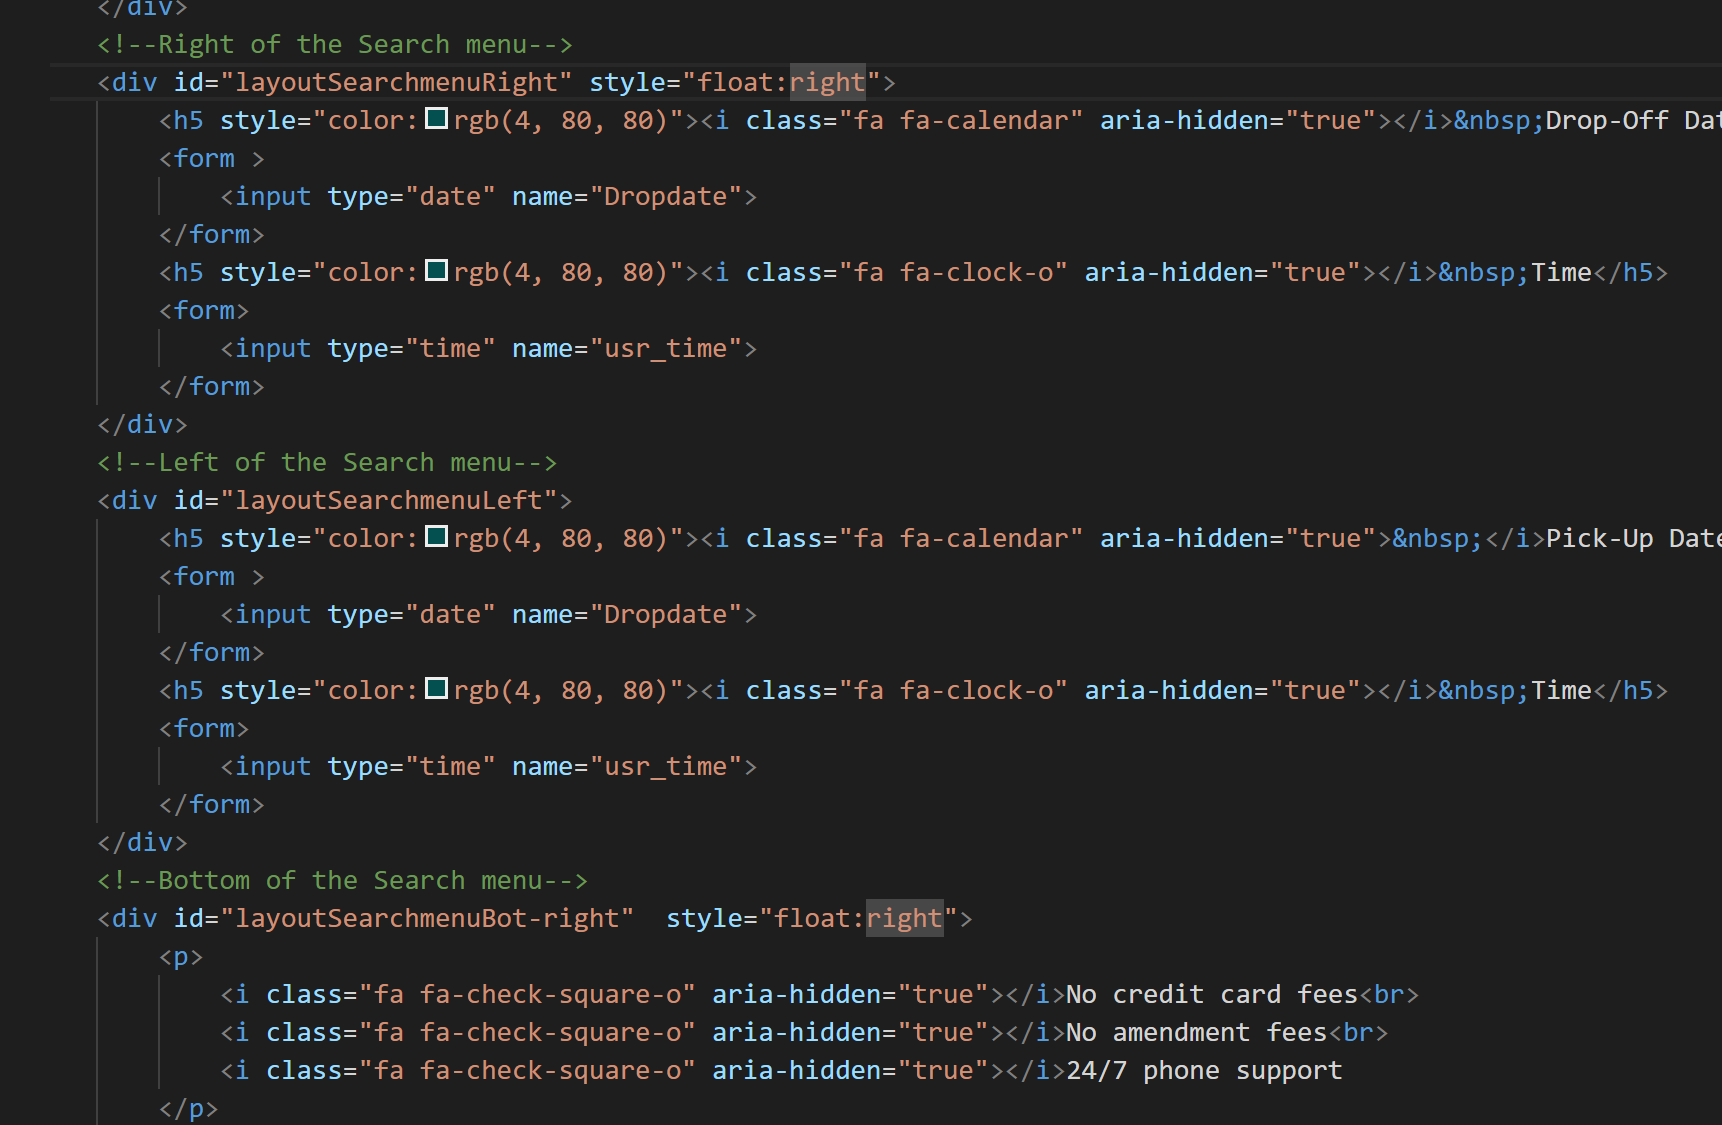 </div>
<!--Right of the Search menu-->
<div id="layoutSearchmenuRight" style="float:right">
<h5 style="color:rgb(4, 80, 80)"><i class="fa fa-calendar" aria-hidden="true"></i>&nbsp;Drop-Off Dat
<form >
<input type="date" name="Dropdate">
</form>
<h5 style="color:rgb(4, 80, 80)"><i class="fa fa-clock-o" aria-hidden="true"></i>&nbsp;Time</h5>
<form>
<input type="time" name="usr_time">
</form>
</div>
<!--Left of the Search menu-->
<div id="layoutSearchmenuLeft">
<h5 style="color:rgb(4, 80, 80)"><i class="fa fa-calendar" aria-hidden="true">&nbsp;</i>Pick-Up Date
<form >
<input type="date" name="Dropdate">
</form>
<h5 style="color:rgb(4, 80, 80)"><i class="fa fa-clock-o" aria-hidden="true"></i>&nbsp;Time</h5>
<form>
<input type="time" name="usr_time">
</form>
</div>
<!--Bottom of the Search menu-->
<div id="layoutSearchmenuBot-right"  style="float:right">
<p>
<i class="fa fa-check-square-o" aria-hidden="true"></i>No credit card fees<br>
<i class="fa fa-check-square-o" aria-hidden="true"></i>No amendment fees<br>
<i class="fa fa-check-square-o" aria-hidden="true"></i>24/7 phone support
</p>